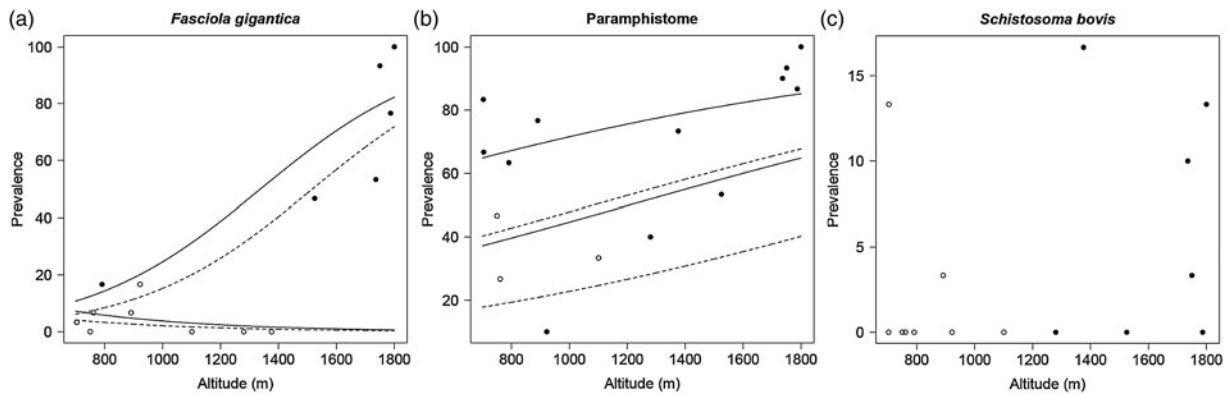 (a)
Fasciola gigantica
100
80
60
40
20
0
Prevalence
800 1000 1200 1400 1600 1800
Altitude (m)
(b)
Paramphistome
100
80
60
40
20
Prevalence
800 1000 1200 1400 1600 1800
Altitude (m)
(c)
Schistosoma bovis
15
10
5
0
Prevalence
800 1000 1200 1400 1600 1800
Altitude (m)